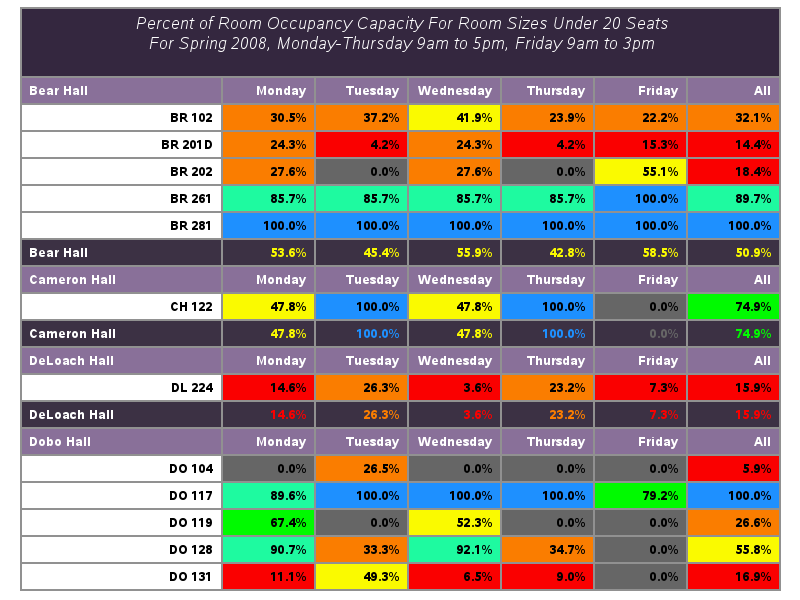 Percent of Room Occupancy Capacity For Room Sizes Under 20 Seats
For Spring 2008, Monday-Thursday 9am to 5pm, Friday 9am to 3pm
Bear Hall Monday Tuesday Wednesday Thursday Friday All
BR 102 30.5% 37.2% 41.9% 23.9% 22.2% 32.1%
BR 201D 24.3% 4.2% 24.3% 4.2% 15.3% 14.4%
BR 202 27.6% 0.0% 27.6% 0.0% 55.1% 18.4%
BR 261 85.7% 85.7% 85.7% 85.7% 100.0% 89.7%
BR 281 100.0% 100.0% 100.0% 100.0% 100.0% 100.0%
Bear Hall 53.6% 45.4% 55.9% 42.8% 58.5% 50.9%
Cameron Hall Monday Tuesday Wednesday Thursday Friday All
CH 122 47.8% 100.0% 47.8% 100.0% 0.0% 74.9%
Cameron Hall 47.8% 100.0% 47.8% 100.0% 0.0% 74.9%
DeLoach Hall Monday Tuesday Wednesday Thursday Friday All
DL 224 14.6% 26.3% 3.6% 23.2% 7.3% 15.9%
DeLoach Hall 14.6% 26.3% 3.6% 23.2% 7.3% 15.9%
Dobo Hall Monday Tuesday Wednesday Thursday Friday All
DO 104 0.0% 26.5% 0.0% 0.0% 0.0% 5.9%
DO 117 89.6% 100.0% 100.0% 100.0% 79.2% 100.0%
DO 119 67.4% 0.0% 52.3% 0.0% 0.0% 26.6%
DO 128 90.7% 33.3% 92.1% 34.7% 0.0% 55.8%
DO 131 11.1% 49.3% 6.5% 9.0% 0.0% 16.9%